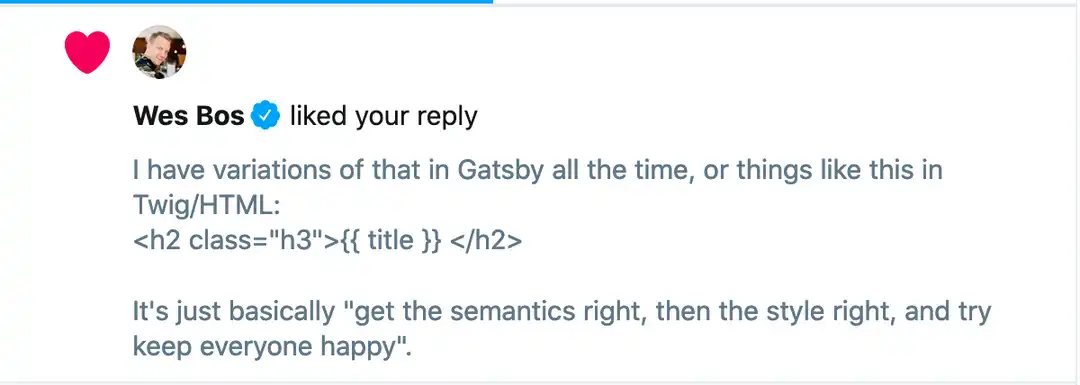 Wes Bos liked your reply
I have variations of that in Gatsby all the time, or things like this in
Twig/HTML:
<h2 class="h3">{{ title }} </h2>
It's just basically "get the semantics right, then the style right, and try
keep everyone happy".